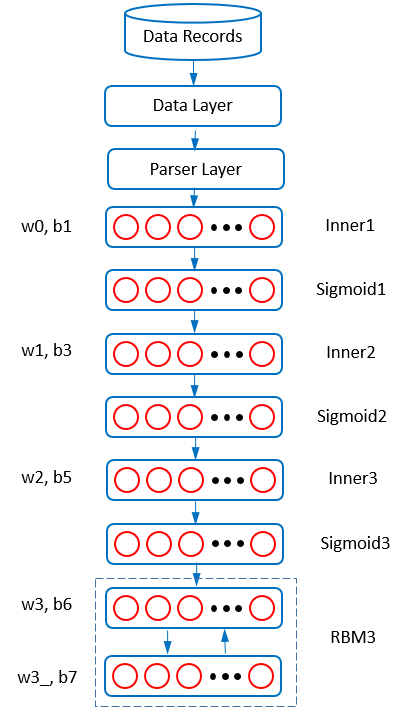 Data Records
Data Layer
Parser Layer
w0, b1
Inner1
Sigmoid1
w1, b3
Inner2
Sigmoid2
w2, b5
Inner3
Sigmoid3
w3, b6
RBM3
w3_, b7